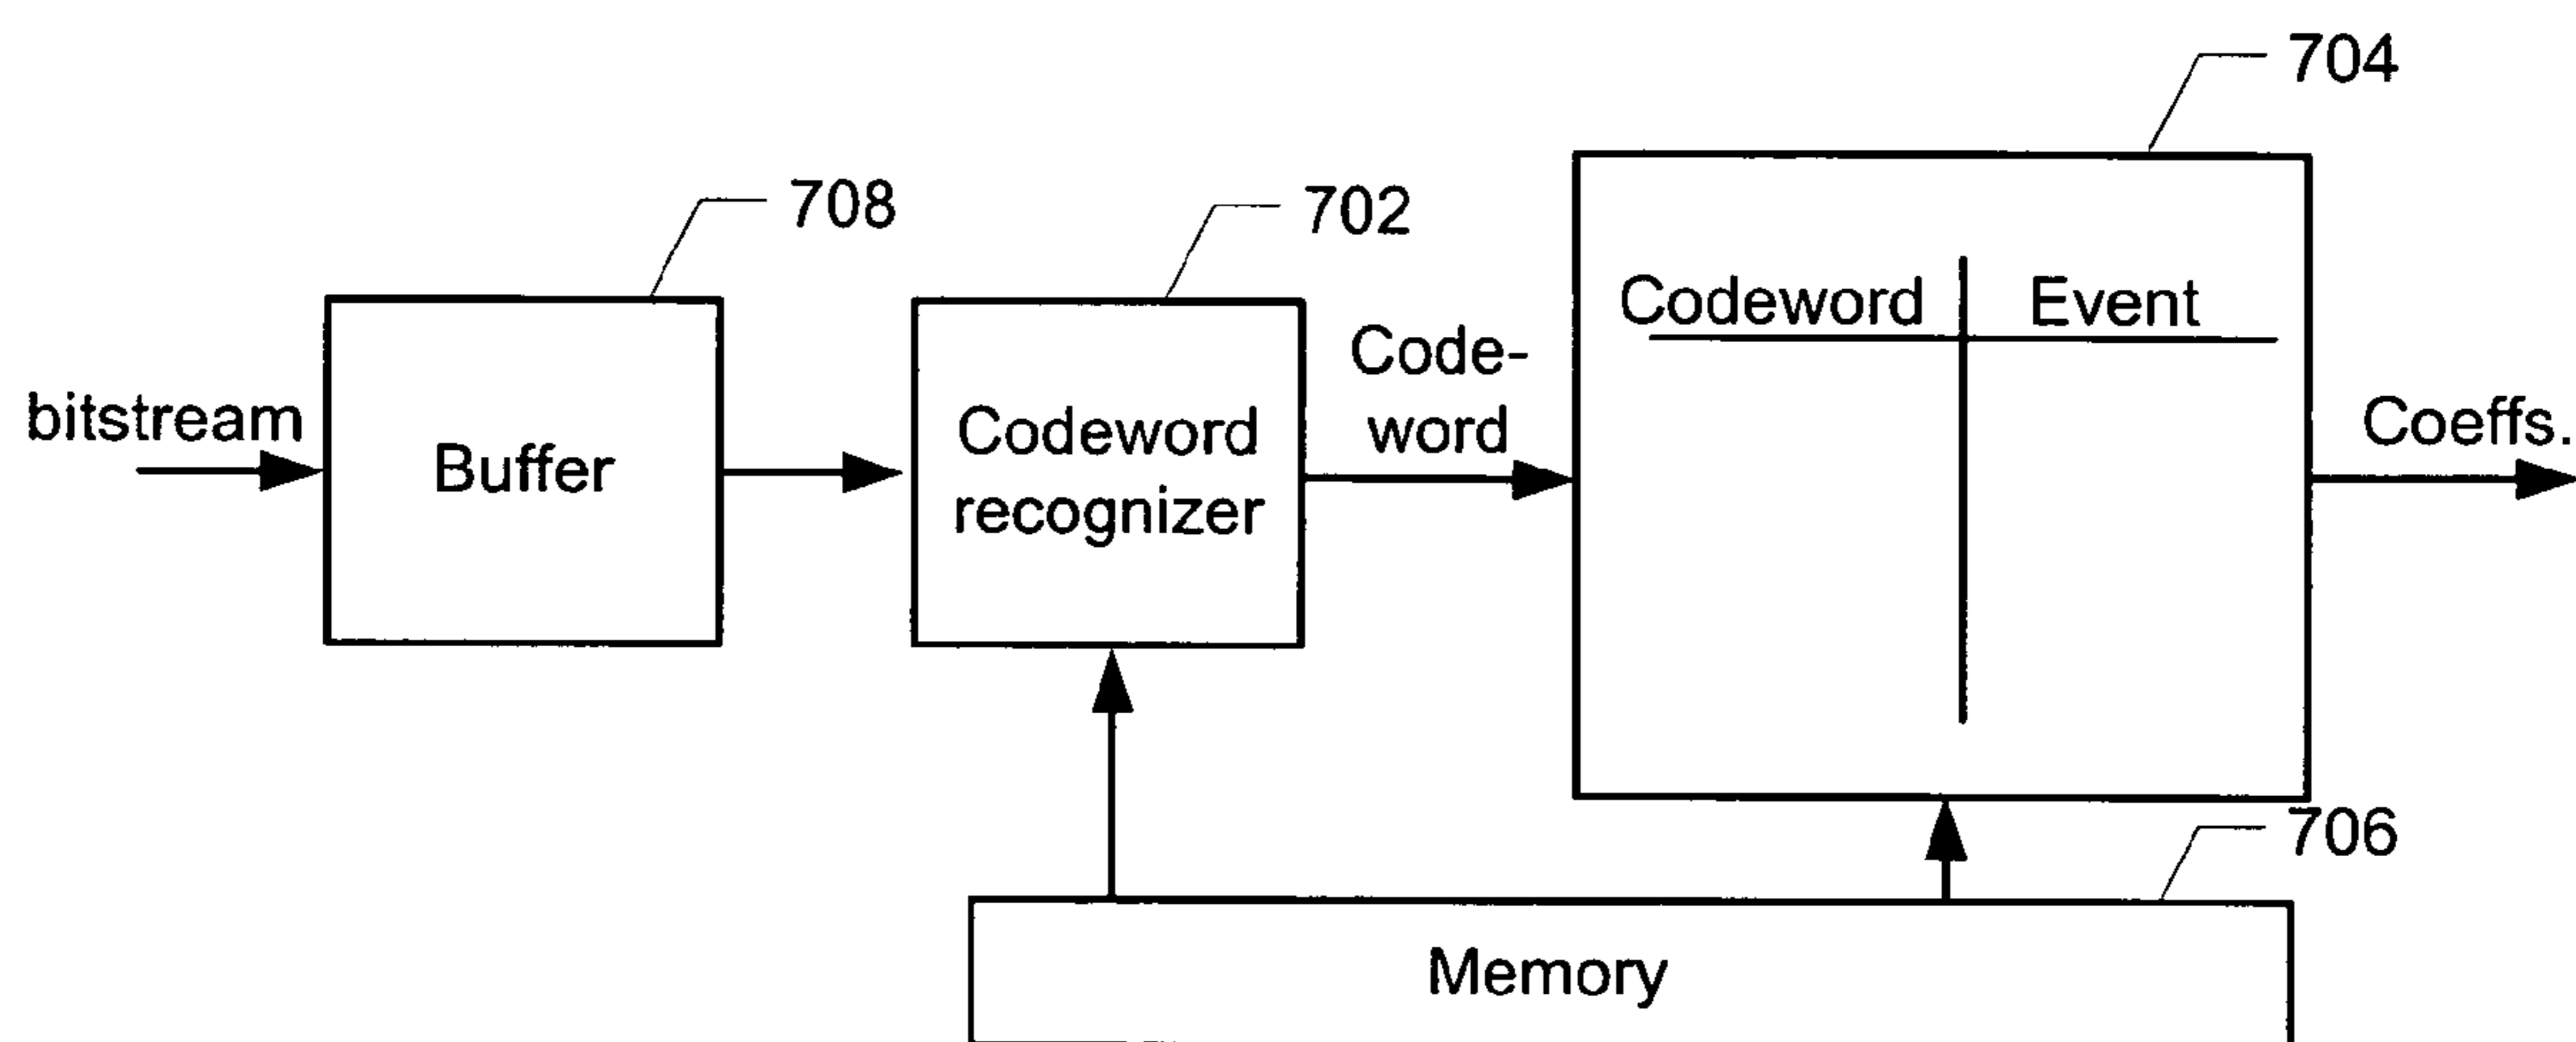 704
708
702
Codeword
Event
bitstream
Buffer
Codeword
recognizer
Code-
word
Coeffs.
706
Memory